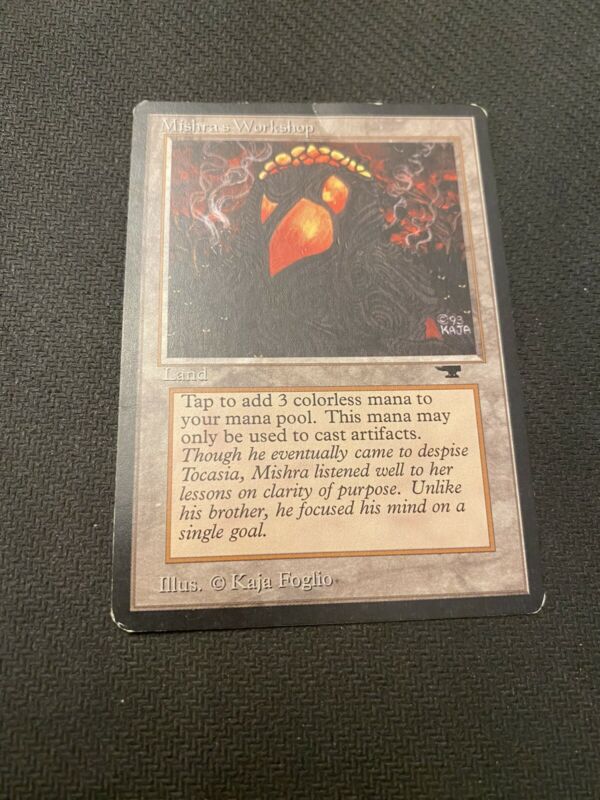 Mishra's Workshop
©93
KAJA
Land
Tap to add 3 colorless mana to
your mana pool. This mana may
only be used to cast artifacts.
Though he eventually came to despise
Tocasia, Mishra listened well to her
lessons on clarity of purpose. Unlike
his brother, he focused his mind on a
single goal.
Illus. © Kaja Foglio